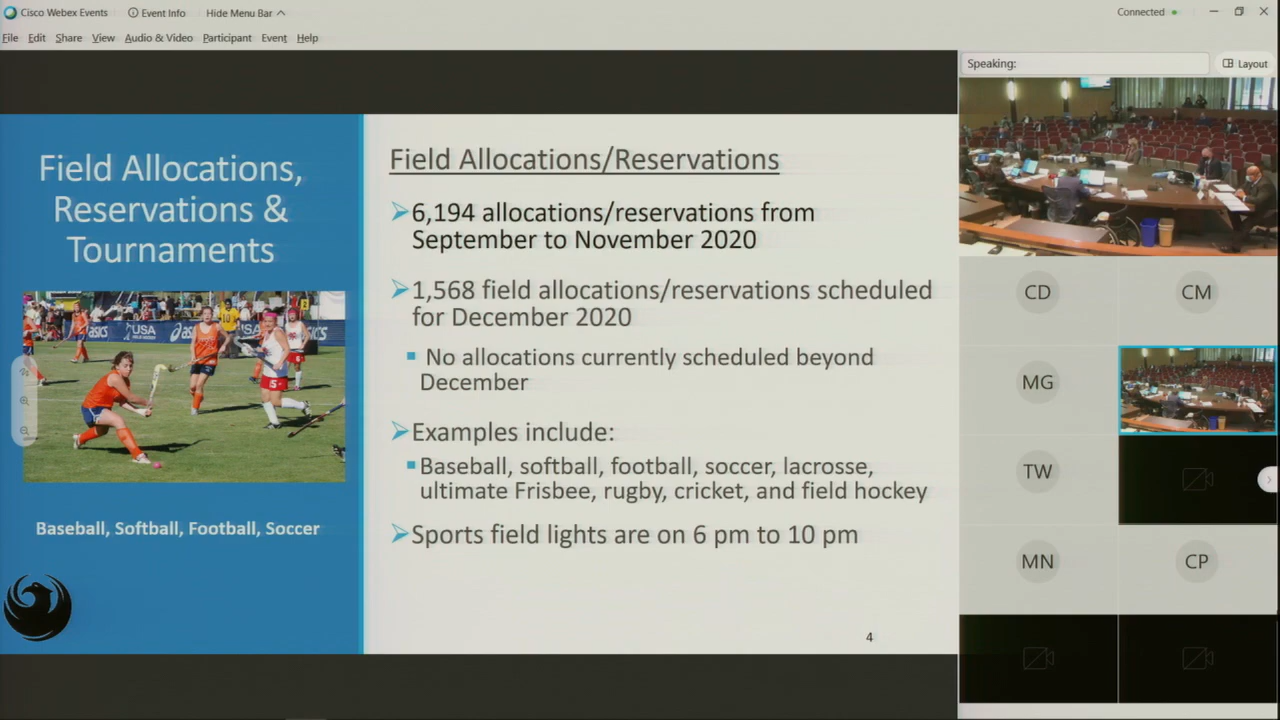 Cisco Webex Events
Event Info
Hide Menu Bar
Connected
File Edit Share View Audio & Video Participant Event Help
Speaking:
Layout
Field Allocations,
Reservations &
Tournaments
USA
asics
Baseball, Softball, Football, Soccer
Field Allocations/Reservations
6,194 allocations/reservations from
September to November 2020
1,568 field allocations/reservations scheduled
for December 2020
No allocations currently scheduled beyond
December
Examples include:
Baseball, softball, football, soccer, lacrosse,
ultimate Frisbee, rugby, cricket, and field hockey
Sports field lights are on 6 pm to 10 pm
4
CD
CM
MG
TW
MN
CP